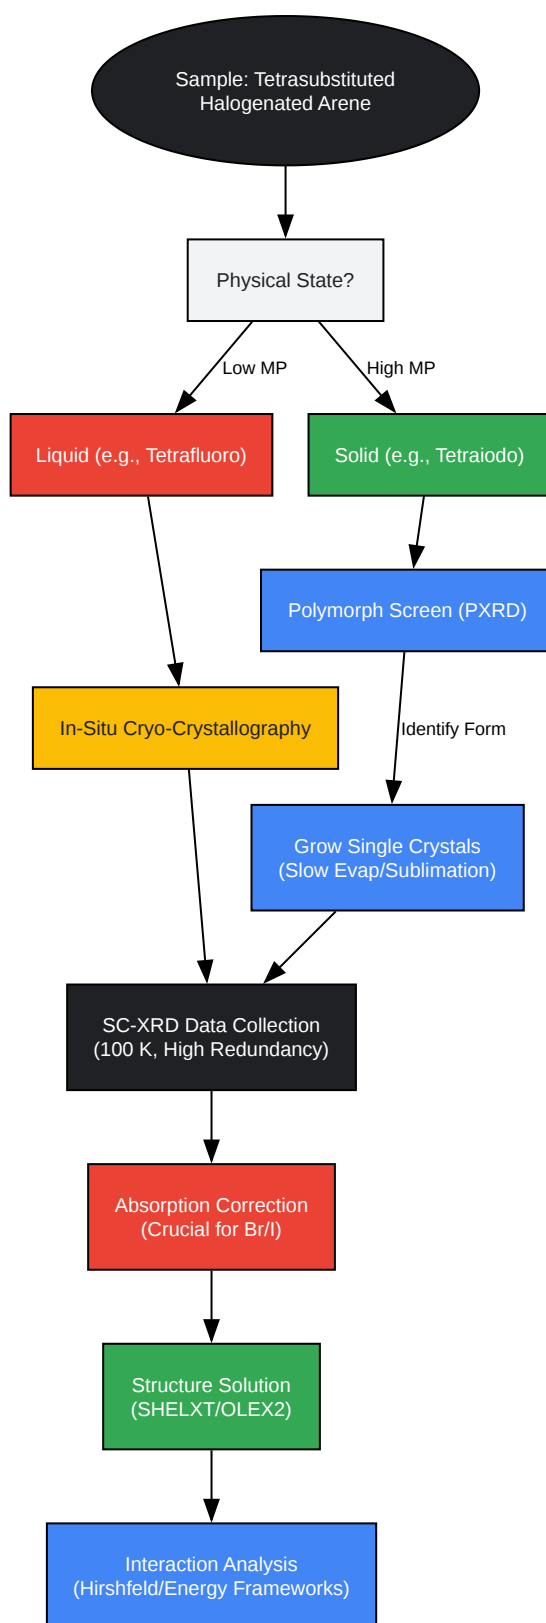 Sample: Tetrasubstituted
Halogenated Arene
Physical State?
Low MP
High MP
Liquid (e.g., Tetrafluoro)
Solid (e.g., Tetraiodo)
Polymorph Screen (PXRD)
In-Situ Cryo-Crystallography
Identify Form
Grow Single Crystals
(Slow Evap/Sublimation)
SC-XRD Data Collection
(100 K, High Redundancy)
Absorption Correction
(Crucial for Br/I)
Structure Solution
(SHELXT/OLEX2)
Interaction Analysis
(Hirshfeld/Energy Frameworks)